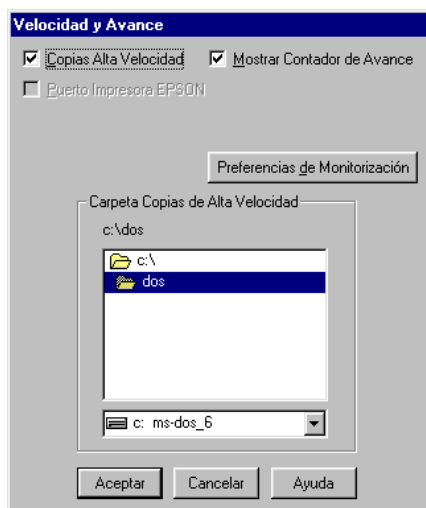 Velocidad y Avance
Copias Alta Velocidad Mostrar Contador de Avance
Puerto Impresora EPSON
Preferencias de Monitorización
Carpeta Copias de Alta Velocidad
c:\dos
c:\
dos
c: ms-dos_6
Aceptar Cancelar Ayuda